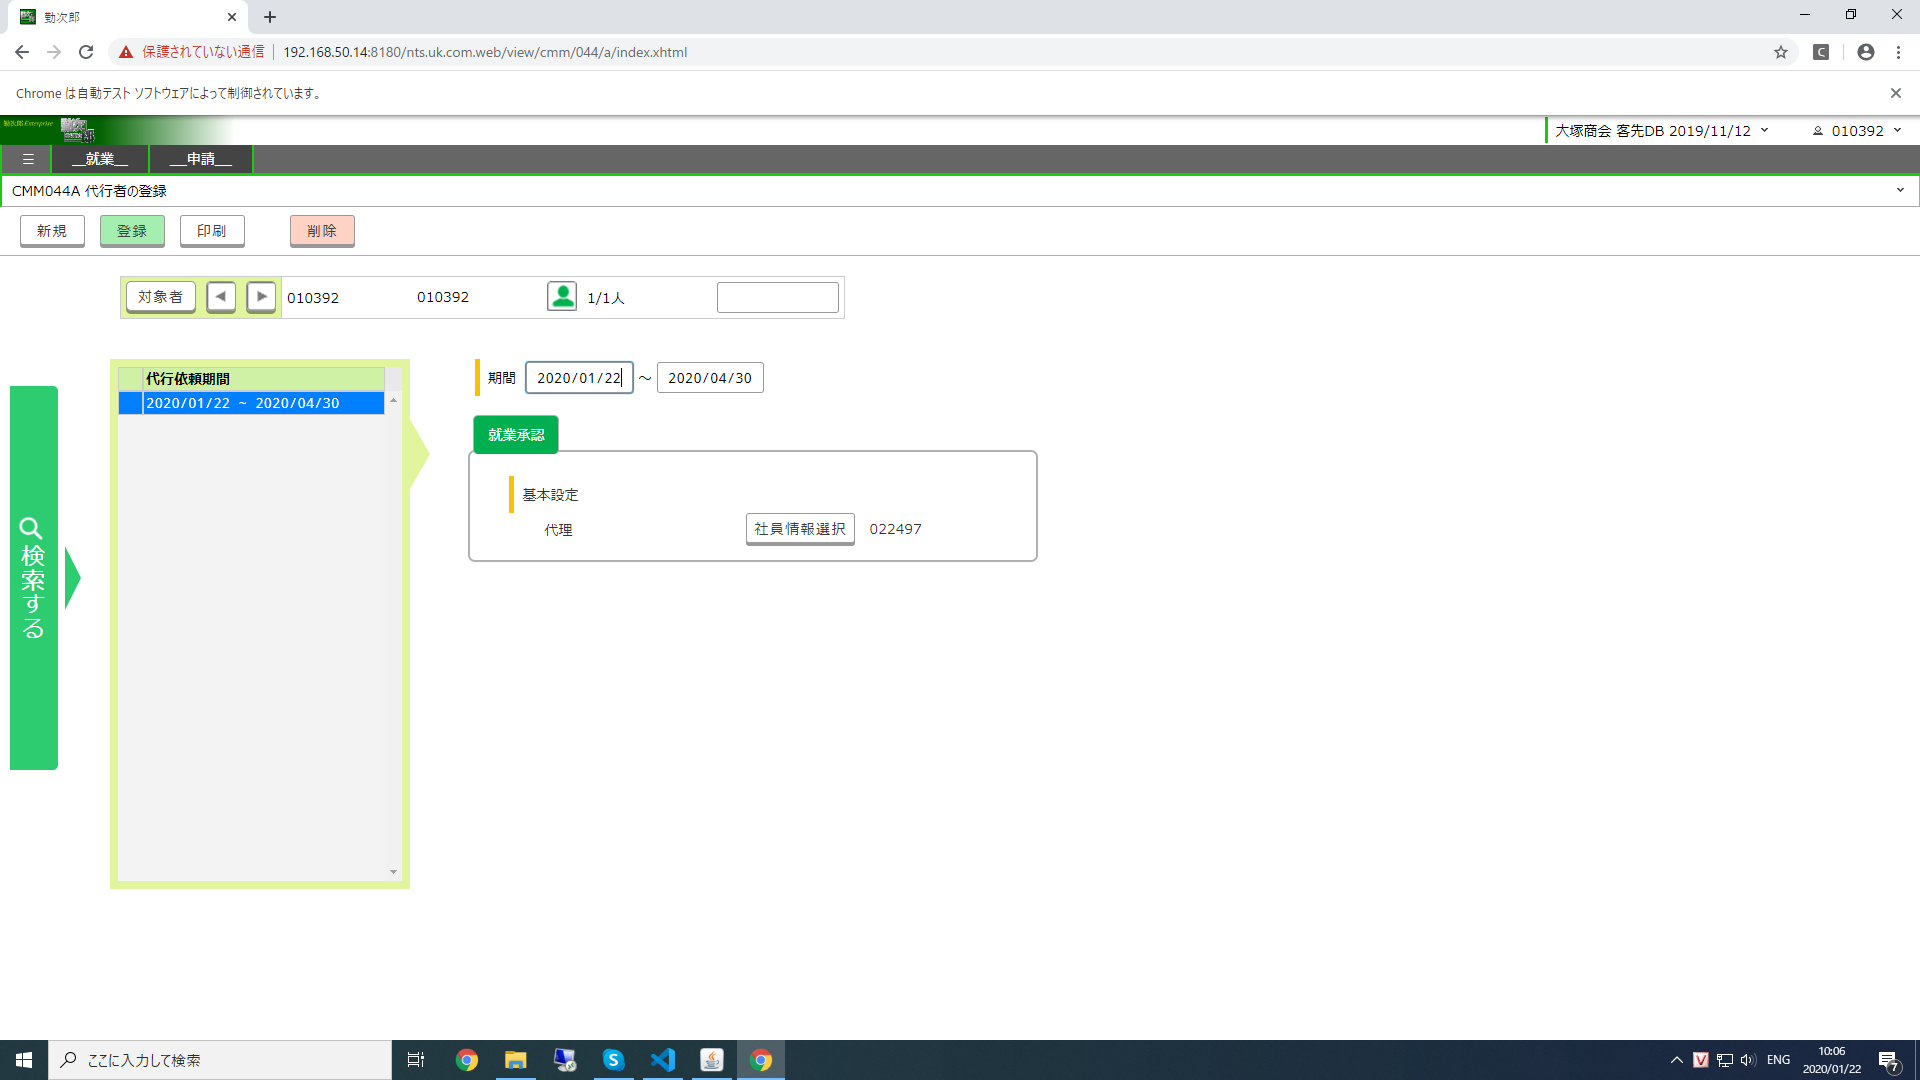 勤次郎
保護されていない通信
192.168.50.14:8180/nts.uk.com.web/view/cmm/044/a/index.xhtml
C
Chrome は自動テスト ソフトウェアによって制御されています。
勤次郎 Enterprise
大塚商会 客先DB 2019/11/12
010392
☰
__就業__
__申請__
CMM044A 代行者の登録
新規
登録
印刷
削除
対象者
◀
▶
010392
010392
1/1人
代行依頼期間
2020/01/22 ~ 2020/04/30
期間
2020/01/22
～
2020/04/30
就業承認
基本設定
代理
社員情報選択
022497
検索する
ここに入力して検索
ENG
10:06
2020/01/22
7